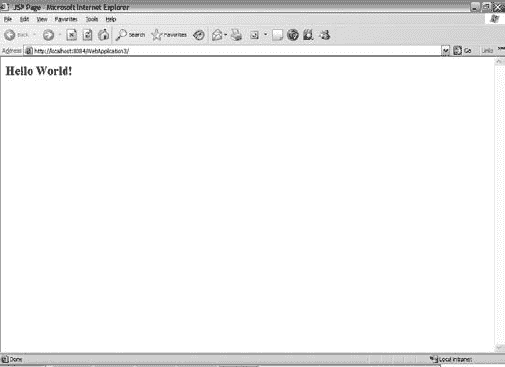 JSP Page - Microsoft Internet Explorer
File Edit View Favorites Tools Help
Back Search Favorites
Address http://localhost:8084/WebApplication3/ Go Links
Hello World!
Done Local intranet